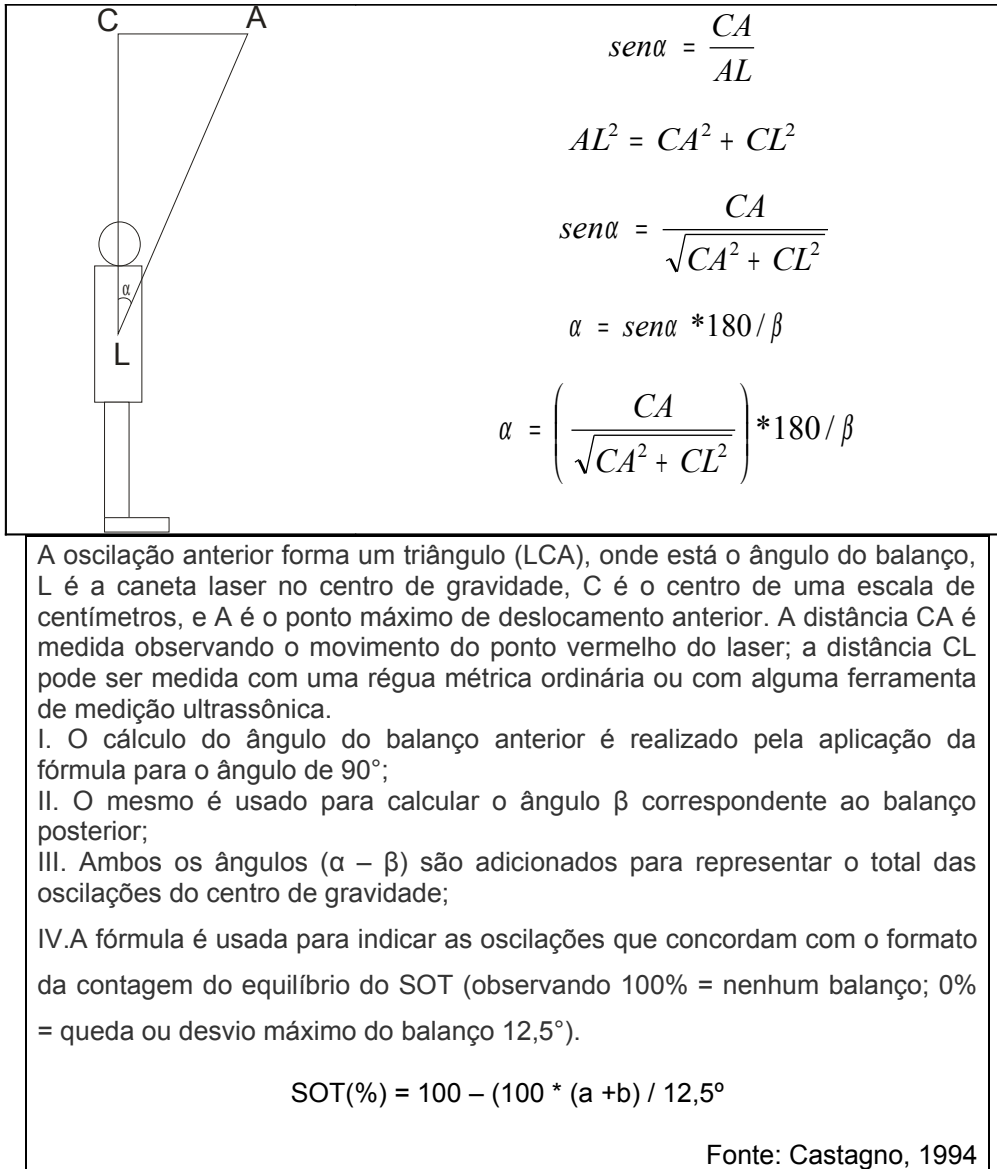 C A
senα = CA / AL
AL² = CA² + CL²
senα = CA / √(CA² + CL²)
α = senα *180 / β
α = ( CA / √(CA² + CL²) ) *180 / β
α
L
A oscilação anterior forma um triângulo (LCA), onde está o ângulo do balanço,
L é a caneta laser no centro de gravidade, C é o centro de uma escala de
centímetros, e A é o ponto máximo de deslocamento anterior. A distância CA é
medida observando o movimento do ponto vermelho do laser; a distância CL
pode ser medida com uma régua métrica ordinária ou com alguma ferramenta
de medição ultrassônica.
I. O cálculo do ângulo do balanço anterior é realizado pela aplicação da
fórmula para o ângulo de 90°;
II. O mesmo é usado para calcular o ângulo β correspondente ao balanço
posterior;
III. Ambos os ângulos (α – β) são adicionados para representar o total das
oscilações do centro de gravidade;
IV.A fórmula é usada para indicar as oscilações que concordam com o formato
da contagem do equilíbrio do SOT (observando 100% = nenhum balanço; 0%
= queda ou desvio máximo do balanço 12,5°).
SOT(%) = 100 – (100 * (a +b) / 12,5º
Fonte: Castagno, 1994